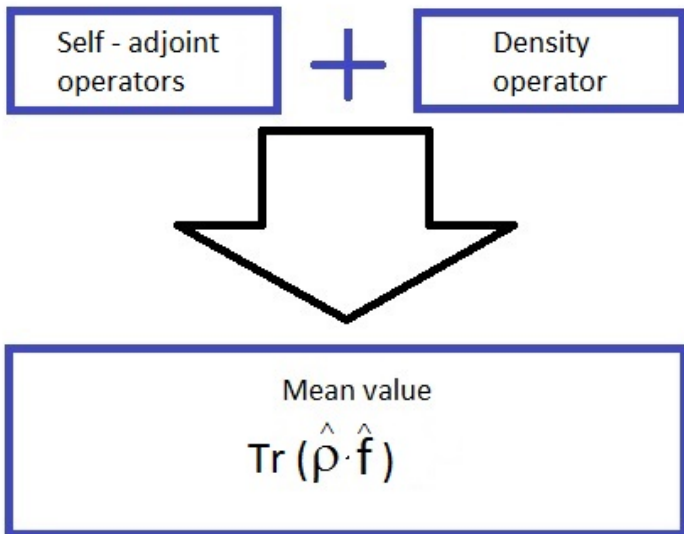 Self - adjoint
operators
Density
operator
Mean value
Tr (ρ̂·f̂ )